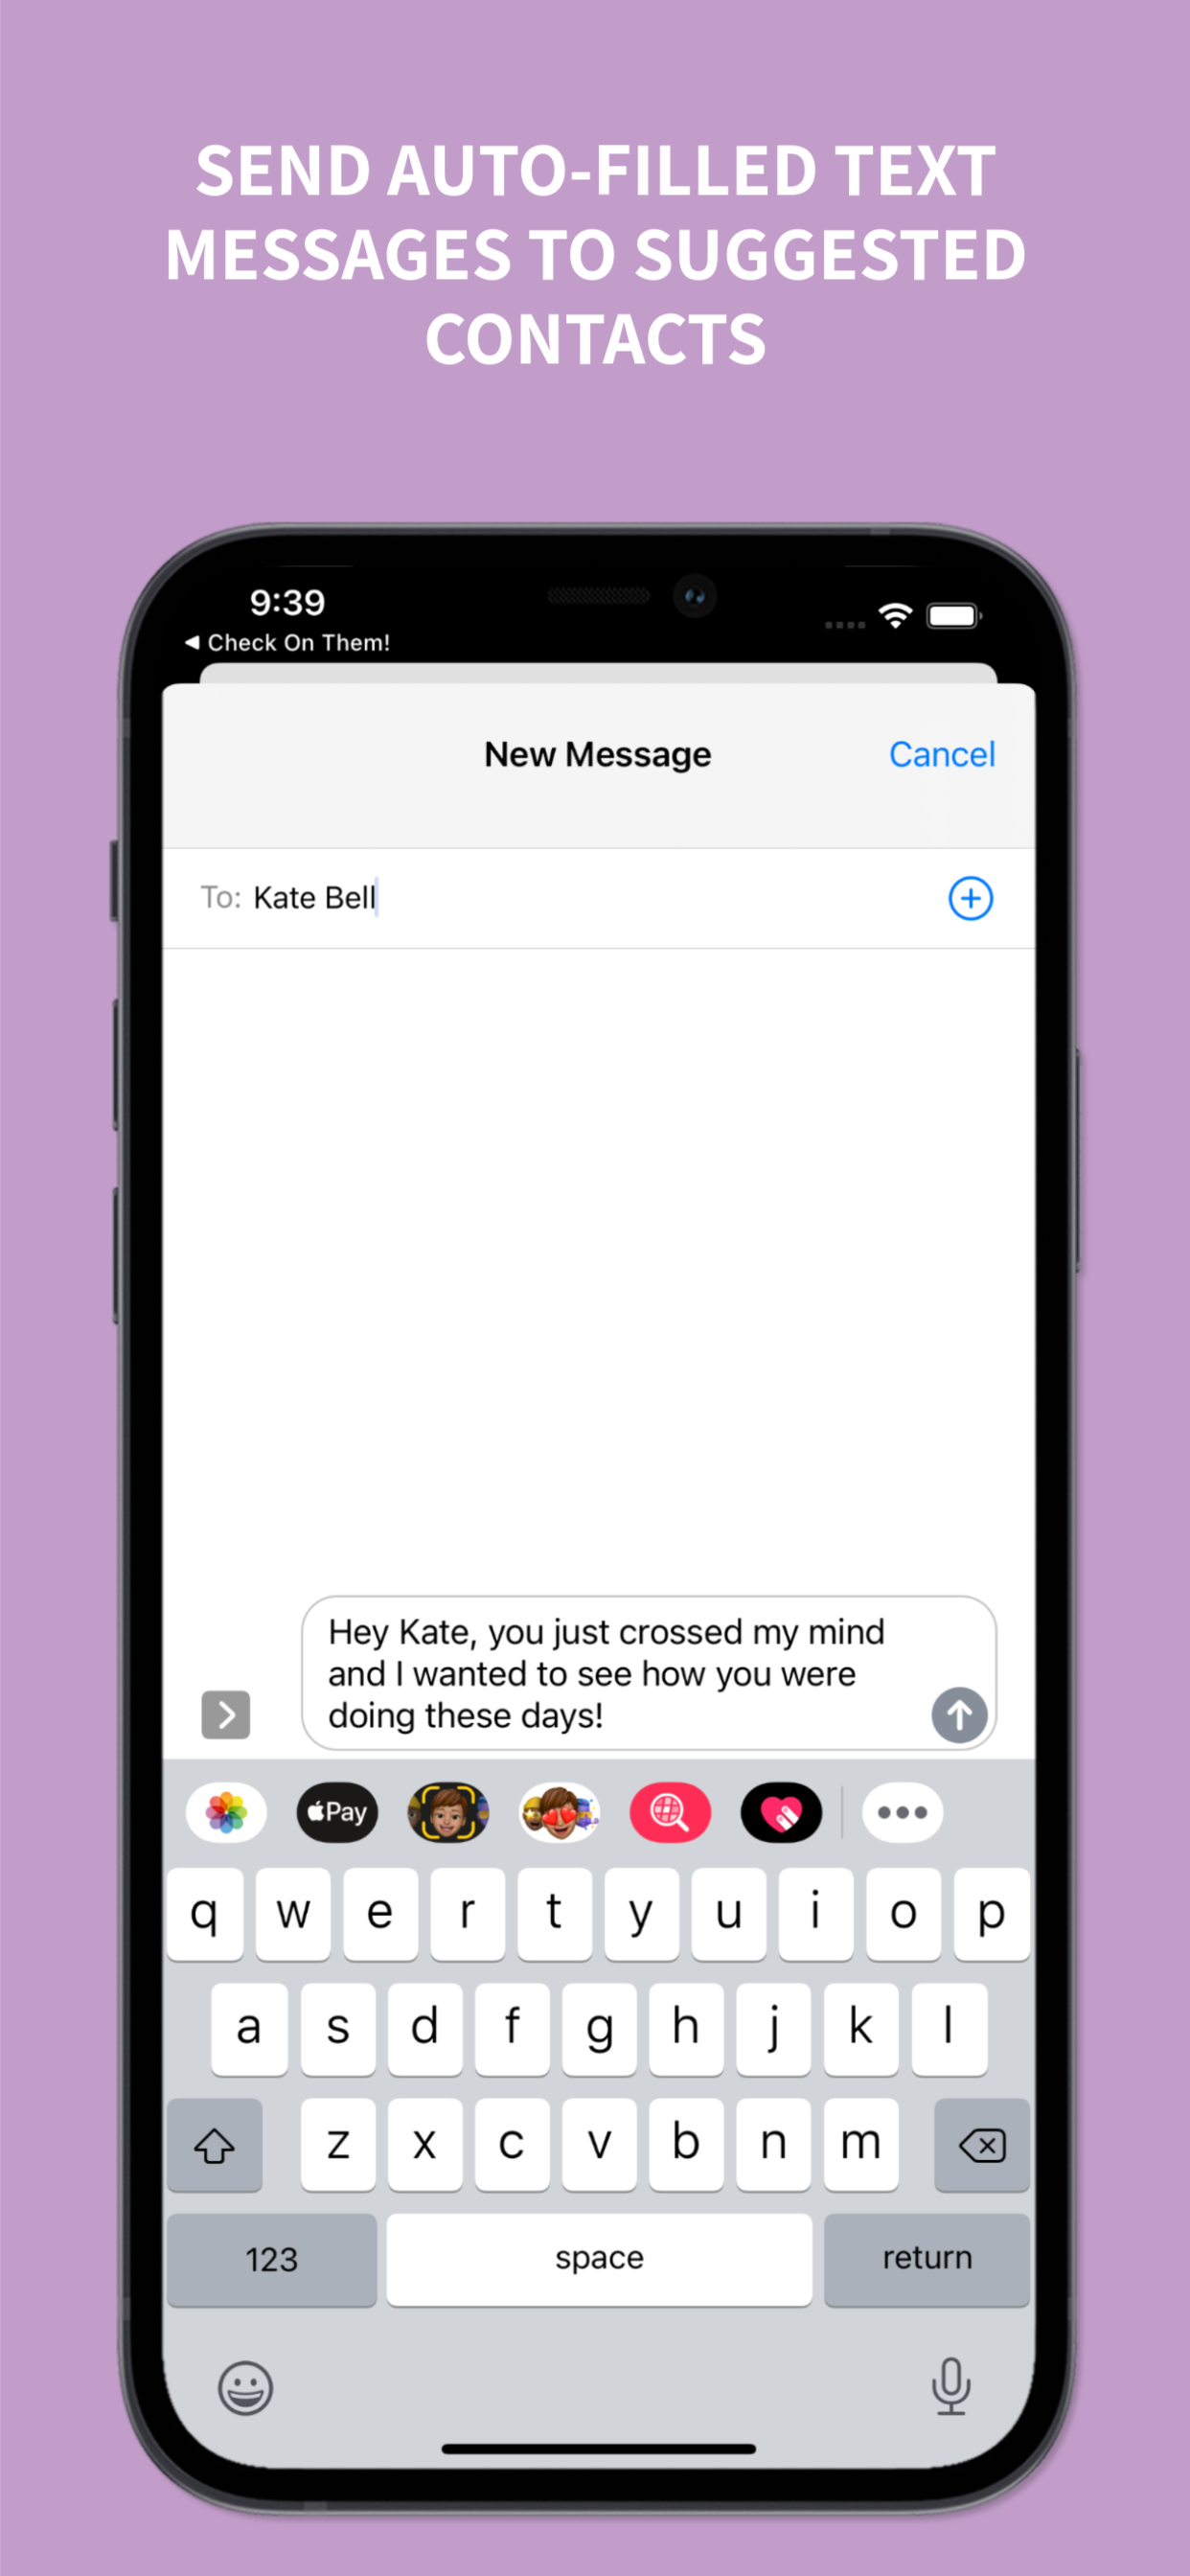 SEND AUTO-FILLED TEXT
MESSAGES TO SUGGESTED
CONTACTS
9:39
◀ Check On Them!
New Message
Cancel
To: Kate Bell
Hey Kate, you just crossed my mind
and I wanted to see how you were
doing these days!
Pay
q w e r t y u i o p
a s d f g h j k l
z x c v b n m
123 space return